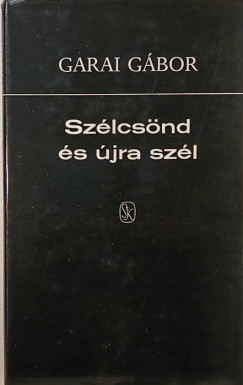 GARAI GÁBOR
Szélcsönd
és újra szél